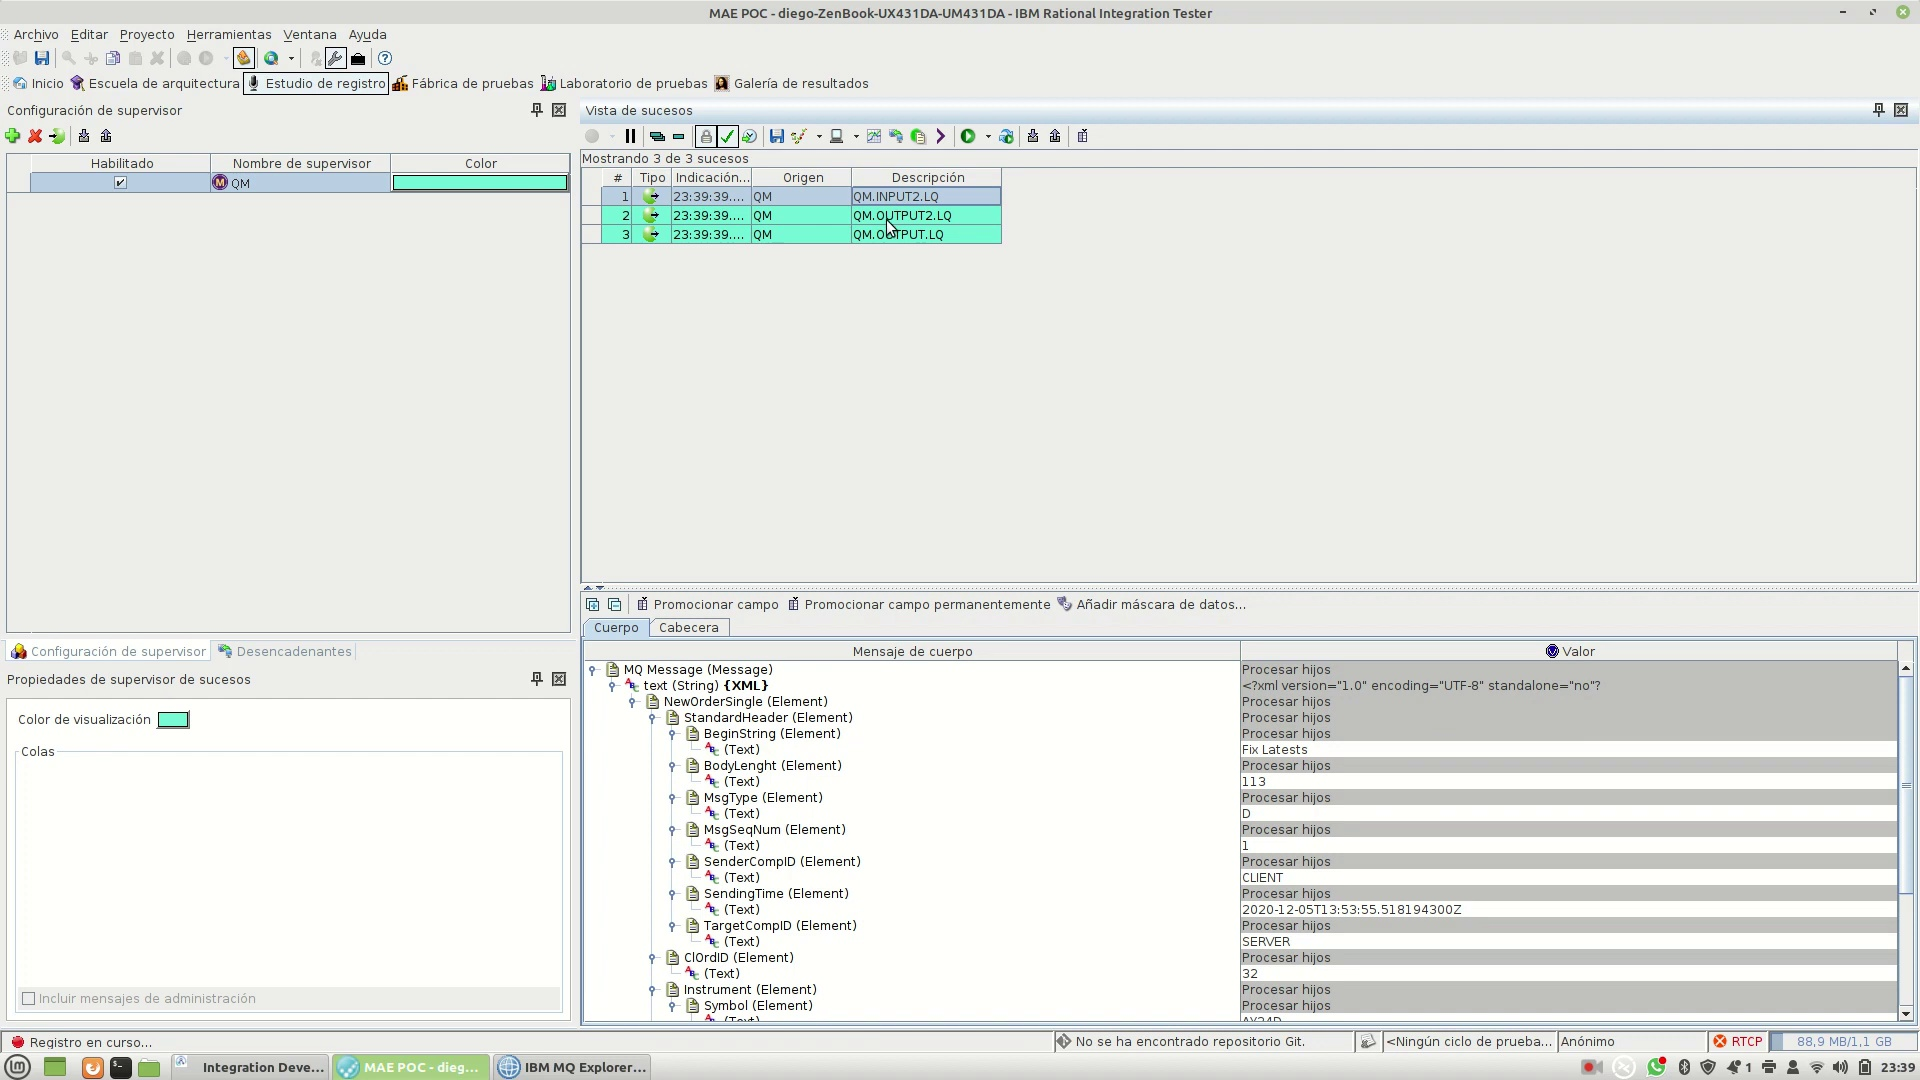 MAE POC - diego-ZenBook-UX431DA-UM431DA - IBM Rational Integration Tester
Archivo Editar Proyecto Herramientas Ventana Ayuda
Inicio Escuela de arquitectura Estudio de registro Fábrica de pruebas Laboratorio de pruebas Galería de resultados
Configuración de supervisor
Habilitado Nombre de supervisor Color
QM
Configuración de supervisor Desencadenantes
Propiedades de supervisor de sucesos
Color de visualización
Colas
Incluir mensajes de administración
Vista de sucesos
Mostrando 3 de 3 sucesos
# Tipo Indicación... Origen Descripción
1 23:39:39.... QM QM.INPUT2.LQ
2 23:39:39.... QM QM.OUTPUT2.LQ
3 23:39:39.... QM QM.OUTPUT.LQ
Promocionar campo Promocionar campo permanentemente Añadir máscara de datos...
Cuerpo Cabecera
Mensaje de cuerpo Valor
MQ Message (Message) Procesar hijos
text (String) {XML} <?xml version="1.0" encoding="UTF-8" standalone="no"?
NewOrderSingle (Element) Procesar hijos
StandardHeader (Element) Procesar hijos
BeginString (Element) Procesar hijos
(Text) Fix Latests
BodyLenght (Element) Procesar hijos
(Text) 113
MsgType (Element) Procesar hijos
(Text) D
MsgSeqNum (Element) Procesar hijos
(Text) 1
SenderCompID (Element) Procesar hijos
(Text) CLIENT
SendingTime (Element) Procesar hijos
(Text) 2020-12-05T13:53:55.518194300Z
TargetCompID (Element) Procesar hijos
(Text) SERVER
ClOrdID (Element) Procesar hijos
(Text) 32
Instrument (Element) Procesar hijos
Symbol (Element) Procesar hijos
(Text) AY24D
Registro en curso... No se ha encontrado repositorio Git. <Ningún ciclo de prueba... Anónimo RTCP 88,9 MB/1,1 GB
Integration Deve... MAE POC - dieg... IBM MQ Explorer... 1 23:39